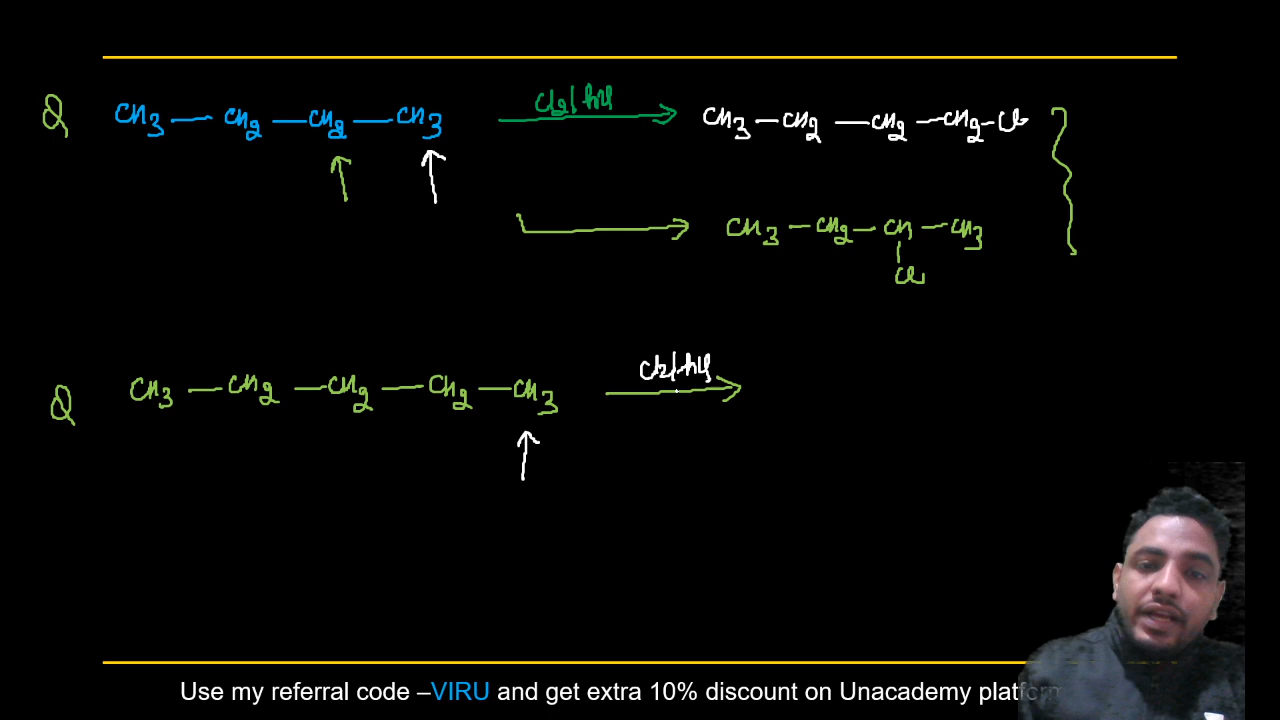 Q CH3 — CH2 — CH2 — CH3 Cl2/hν CH3 — CH2 — CH2 — CH2 — Cl
CH3 — CH2 — CH — CH3
Cl
Q CH3 — CH2 — CH2 — CH2 — CH3 Cl2/hν
Use my referral code –VIRU and get extra 10% discount on Unacademy platform